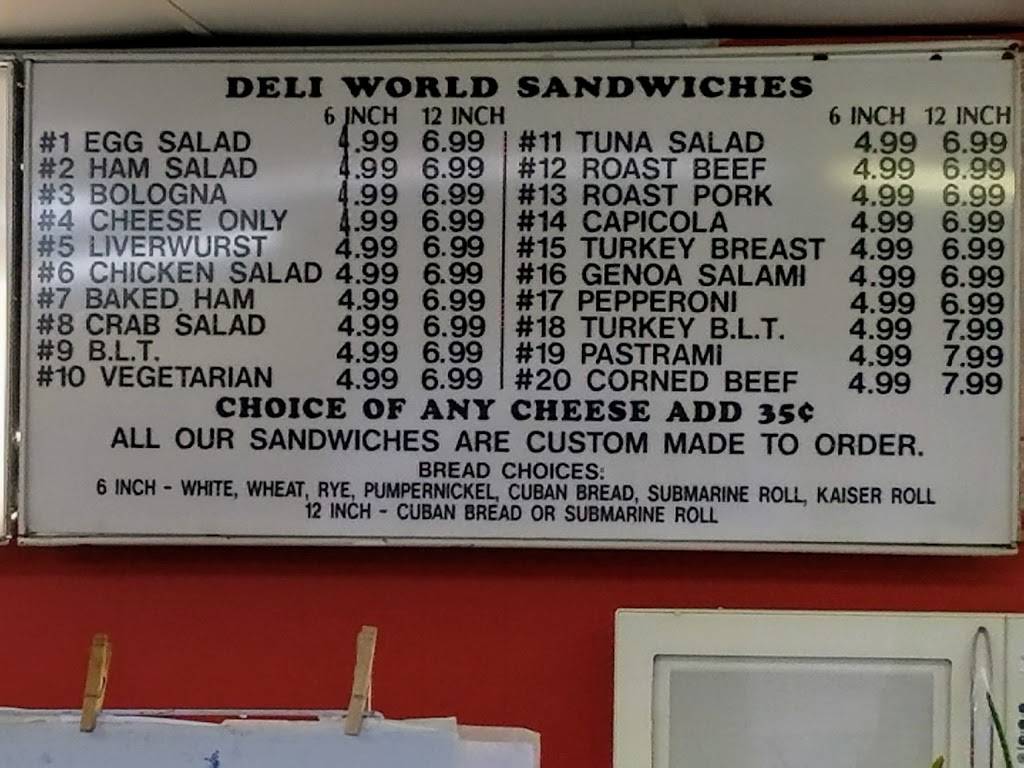 DELI WORLD SANDWICHES
6 INCH 12 INCH
#1 EGG SALAD 4.99 6.99
#2 HAM SALAD 4.99 6.99
#3 BOLOGNA 4.99 6.99
#4 CHEESE ONLY 4.99 6.99
#5 LIVERWURST 4.99 6.99
#6 CHICKEN SALAD 4.99 6.99
#7 BAKED HAM 4.99 6.99
#8 CRAB SALAD 4.99 6.99
#9 B.L.T. 4.99 6.99
#10 VEGETARIAN 4.99 6.99
6 INCH 12 INCH
#11 TUNA SALAD 4.99 6.99
#12 ROAST BEEF 4.99 6.99
#13 ROAST PORK 4.99 6.99
#14 CAPICOLA 4.99 6.99
#15 TURKEY BREAST 4.99 6.99
#16 GENOA SALAMI 4.99 6.99
#17 PEPPERONI 4.99 6.99
#18 TURKEY B.L.T. 4.99 7.99
#19 PASTRAMI 4.99 7.99
#20 CORNED BEEF 4.99 7.99
CHOICE OF ANY CHEESE ADD 35¢
ALL OUR SANDWICHES ARE CUSTOM MADE TO ORDER.
BREAD CHOICES:
6 INCH - WHITE, WHEAT, RYE, PUMPERNICKEL, CUBAN BREAD, SUBMARINE ROLL, KAISER ROLL
12 INCH - CUBAN BREAD OR SUBMARINE ROLL